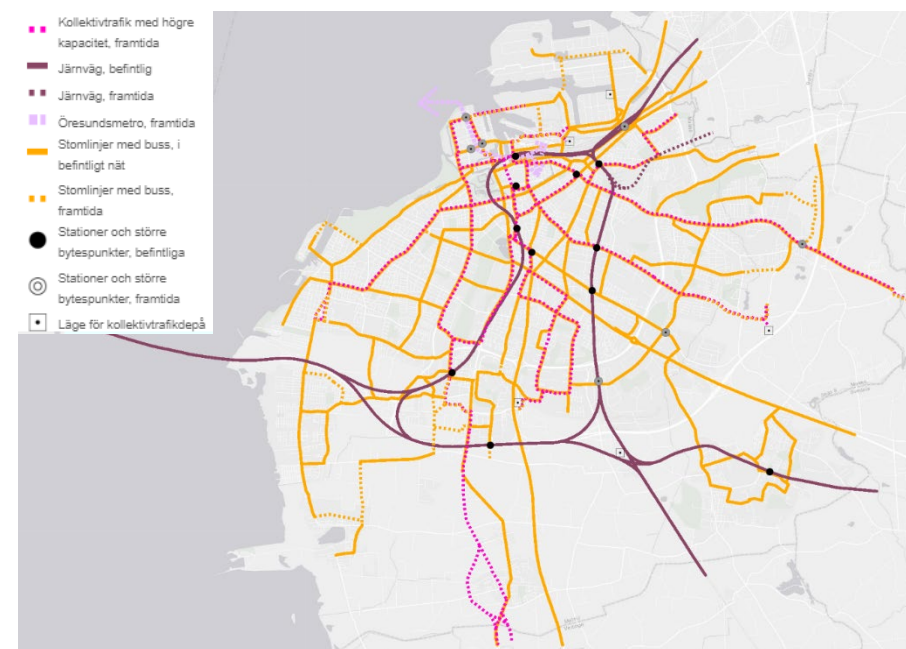 Kollektivtrafik med högre
kapacitet, framtida
Järnväg, befintlig
Järnväg, framtida
Öresundsmetro, framtida
Stomlinjer med buss, i
befintligt nät
Stomlinjer med buss,
framtida
Stationer och större
bytespunkter, befintliga
Stationer och större
bytespunkter, framtida
Läge för kollektivtrafikdepå